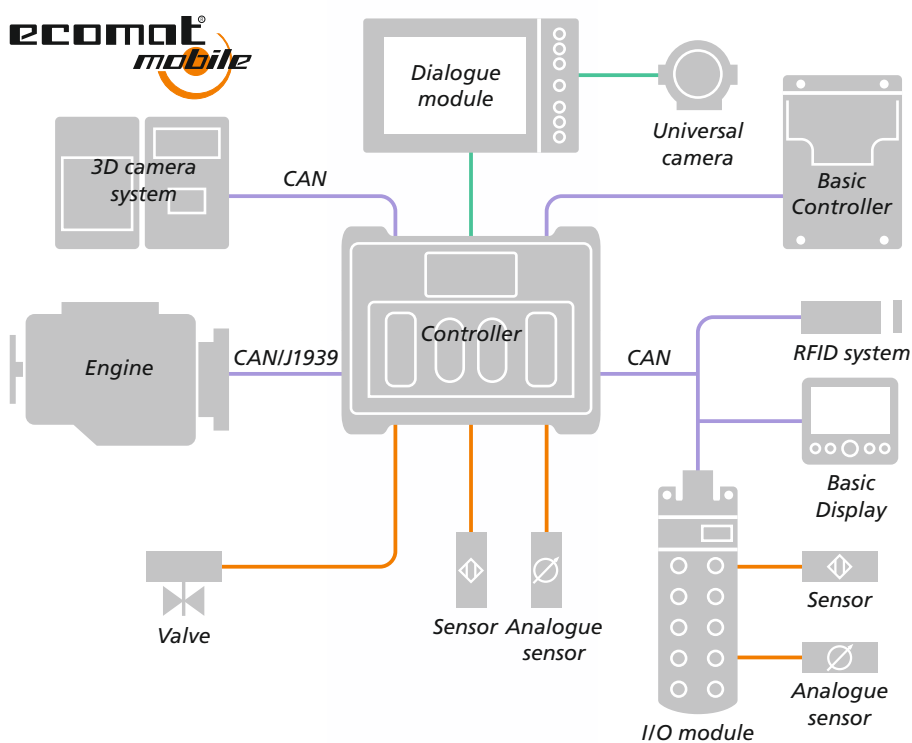 ecomat®
mobile
Dialogue
module
Universal
camera
3D camera
system
CAN
Basic
Controller
Controller
Engine
CAN/J1939
CAN
RFID system
Basic
Display
Valve
Sensor
Analogue
sensor
Sensor
Analogue
sensor
I/O module